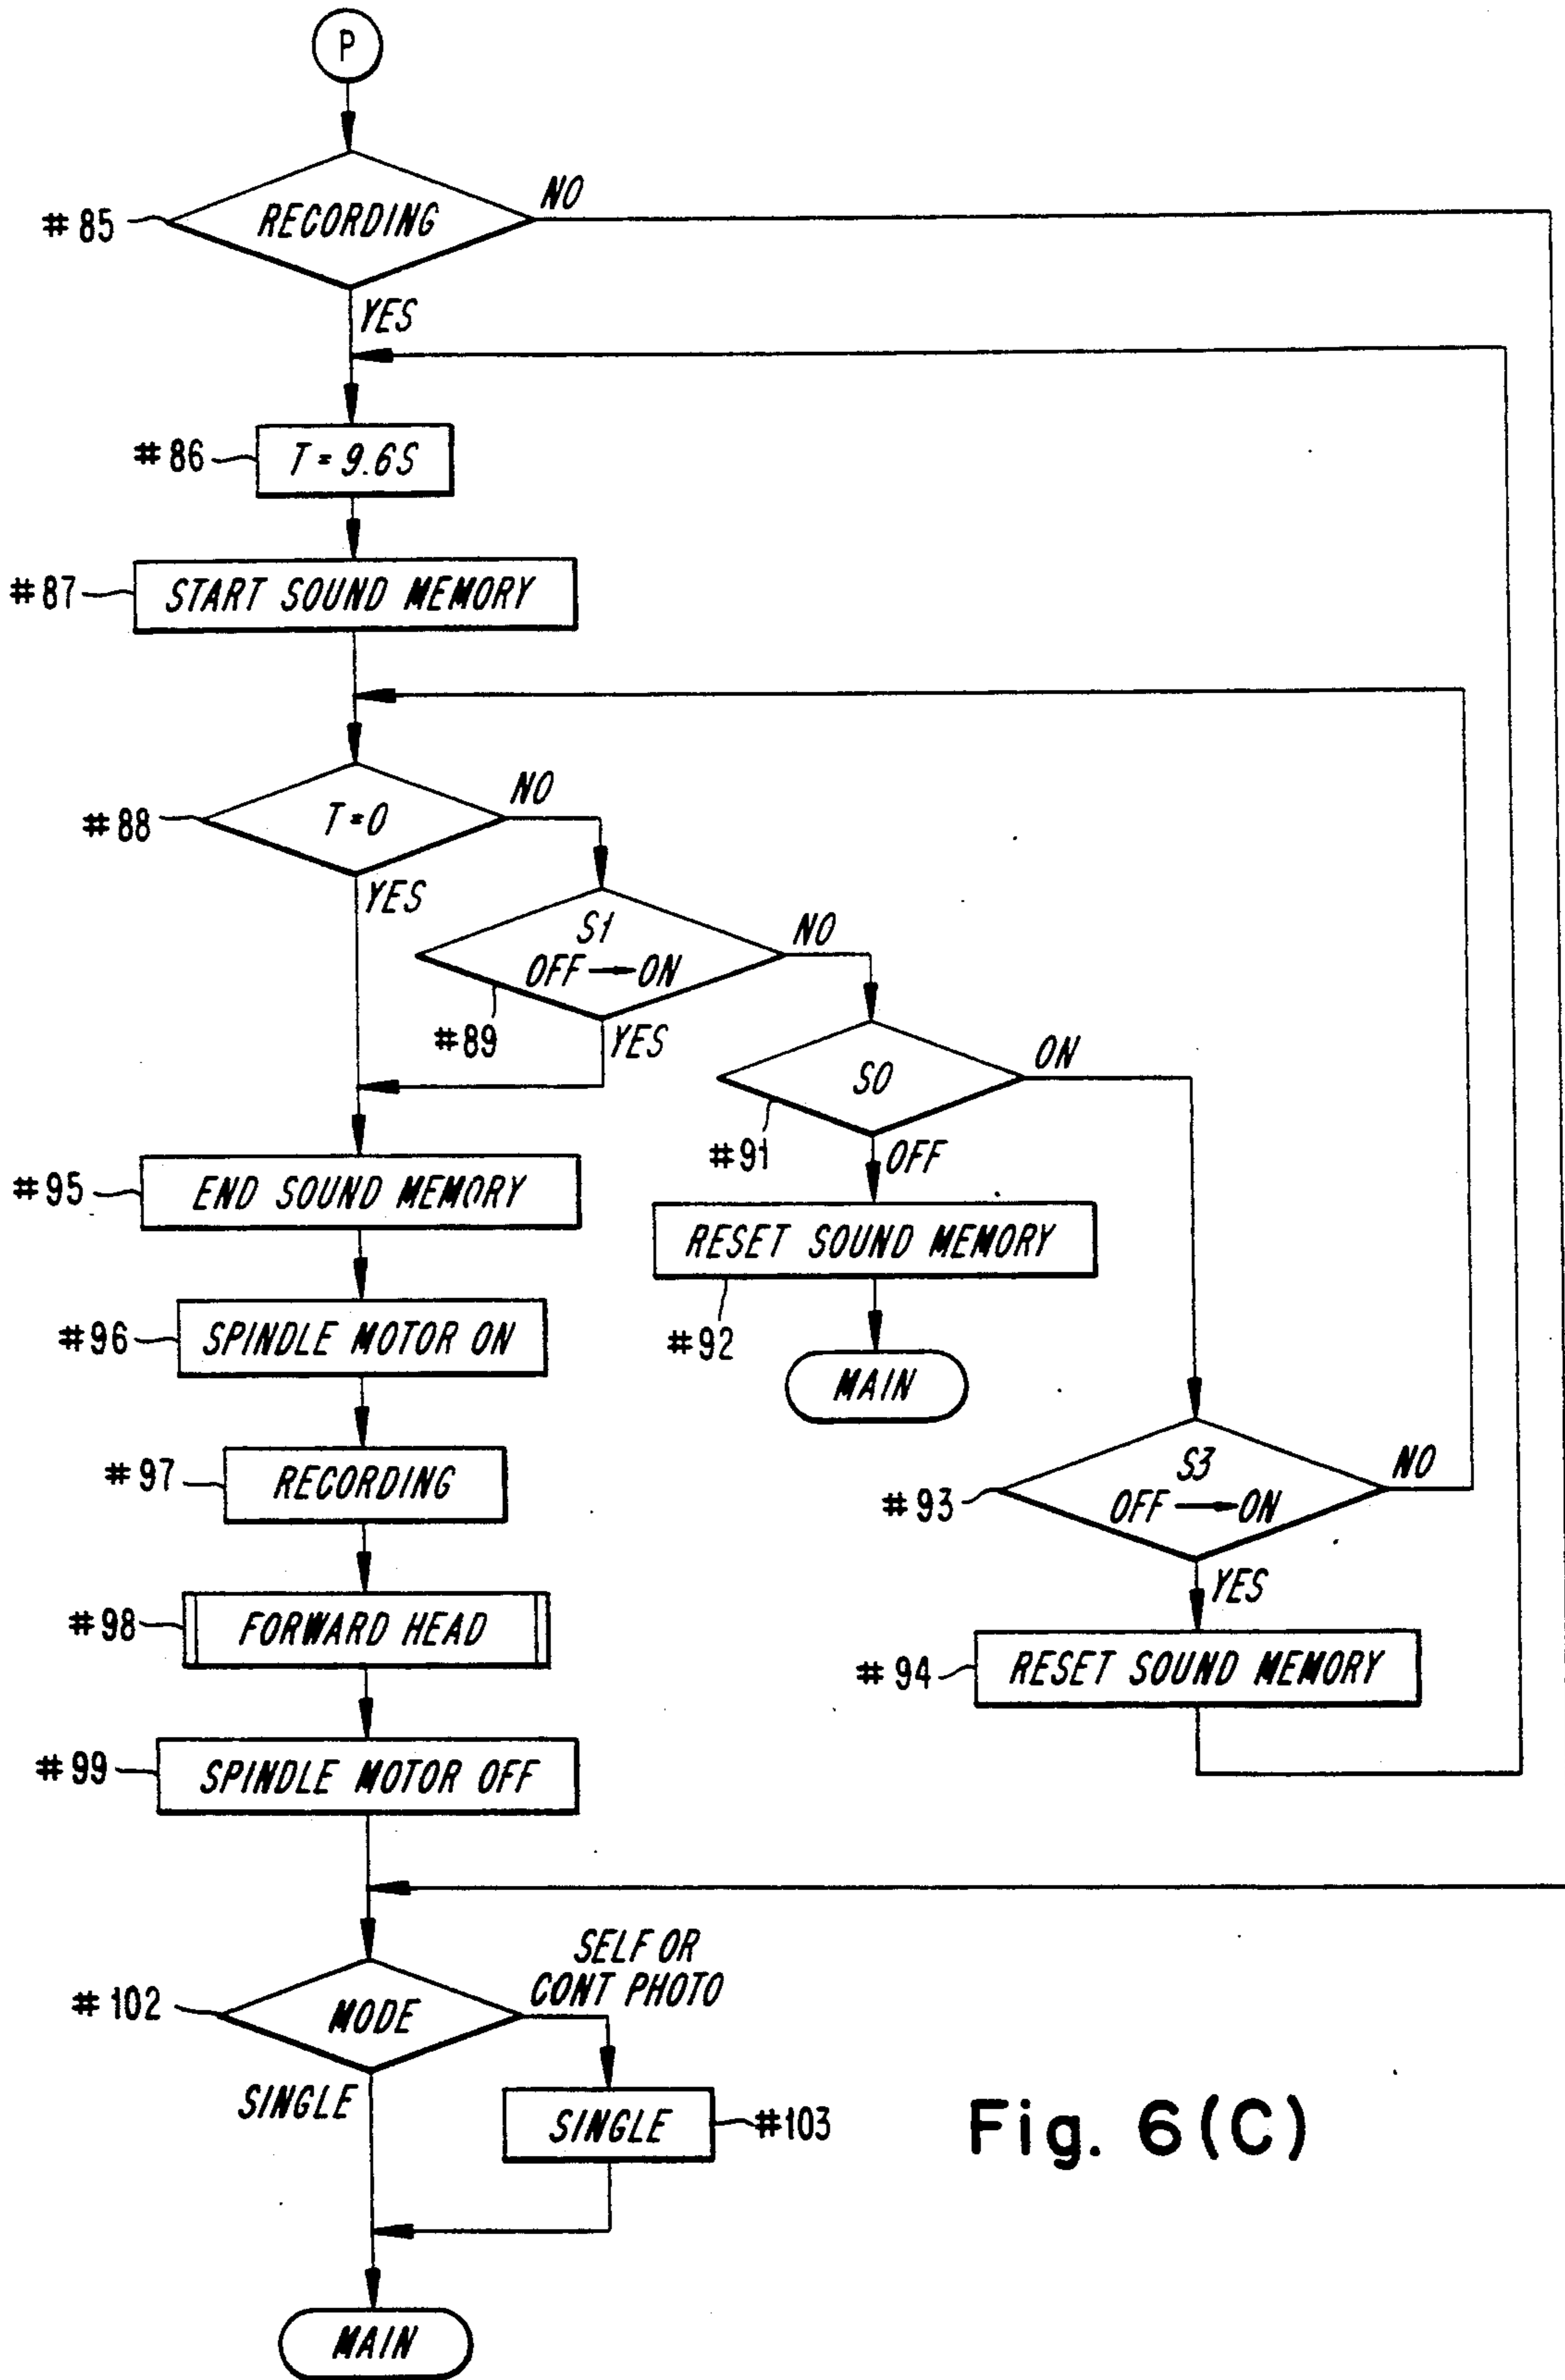 P
#85
RECORDING
NO
YES
#86
T=9.6S
#87
START SOUND MEMORY
#88
T=0
NO
YES
S1
OFF→ON
NO
#89
YES
S0
ON
#91
OFF
#95
END SOUND MEMORY
RESET SOUND MEMORY
#92
MAIN
#96
SPINDLE MOTOR ON
#97
RECORDING
#93
S3
OFF→ON
NO
YES
#98
FORWARD HEAD
#94
RESET SOUND MEMORY
#99
SPINDLE MOTOR OFF
#102
MODE
SELF OR
CONT PHOTO
SINGLE
SINGLE
#103
MAIN
Fig. 6(C)